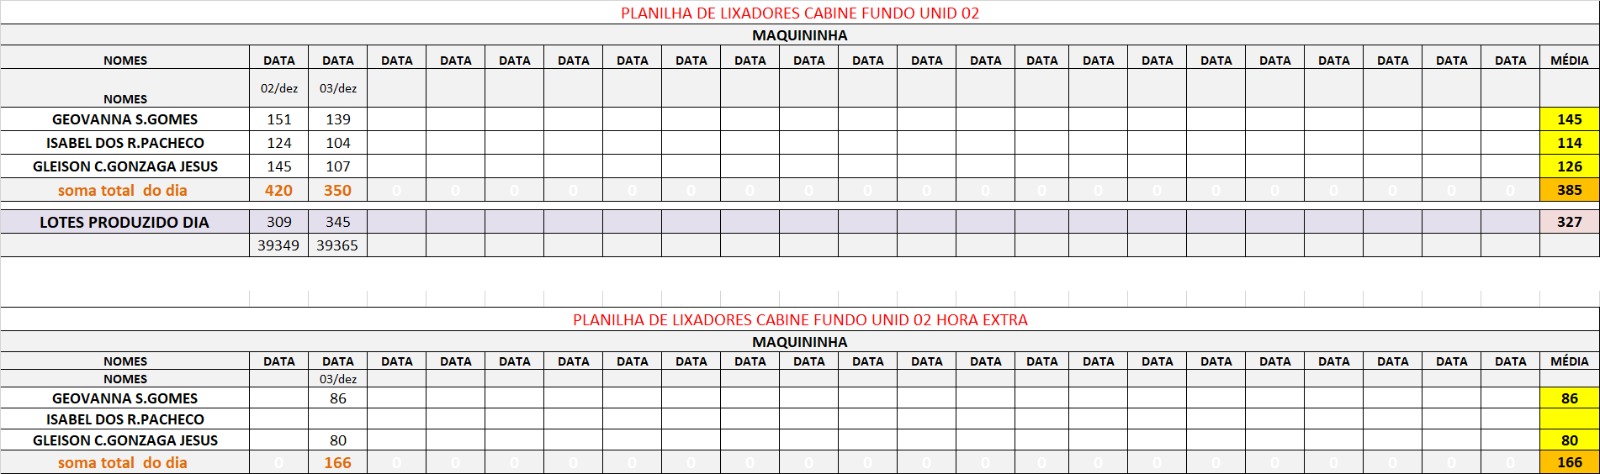 PLANILHA DE LIXADORES CABINE FUNDO UNID 02
MAQUININHA
NOMES DATA DATA DATA DATA DATA DATA DATA DATA DATA DATA DATA DATA DATA DATA DATA DATA DATA DATA DATA DATA DATA DATA MÉDIA
NOMES 02/dez 03/dez
GEOVANNA S.GOMES 151 139 145
ISABEL DOS R.PACHECO 124 104 114
GLEISON C.GONZAGA JESUS 145 107 126
soma total do dia 420 350 0 0 0 0 0 0 0 0 0 0 0 0 0 0 0 0 0 0 0 0 385
LOTES PRODUZIDO DIA 309 345 327
39349 39365
PLANILHA DE LIXADORES CABINE FUNDO UNID 02 HORA EXTRA
MAQUININHA
NOMES DATA DATA DATA DATA DATA DATA DATA DATA DATA DATA DATA DATA DATA DATA DATA DATA DATA DATA DATA DATA DATA DATA MÉDIA
NOMES 03/dez
GEOVANNA S.GOMES 86 86
ISABEL DOS R.PACHECO
GLEISON C.GONZAGA JESUS 80 80
soma total do dia 0 166 0 0 0 0 0 0 0 0 0 0 0 0 0 0 0 0 0 0 0 0 166